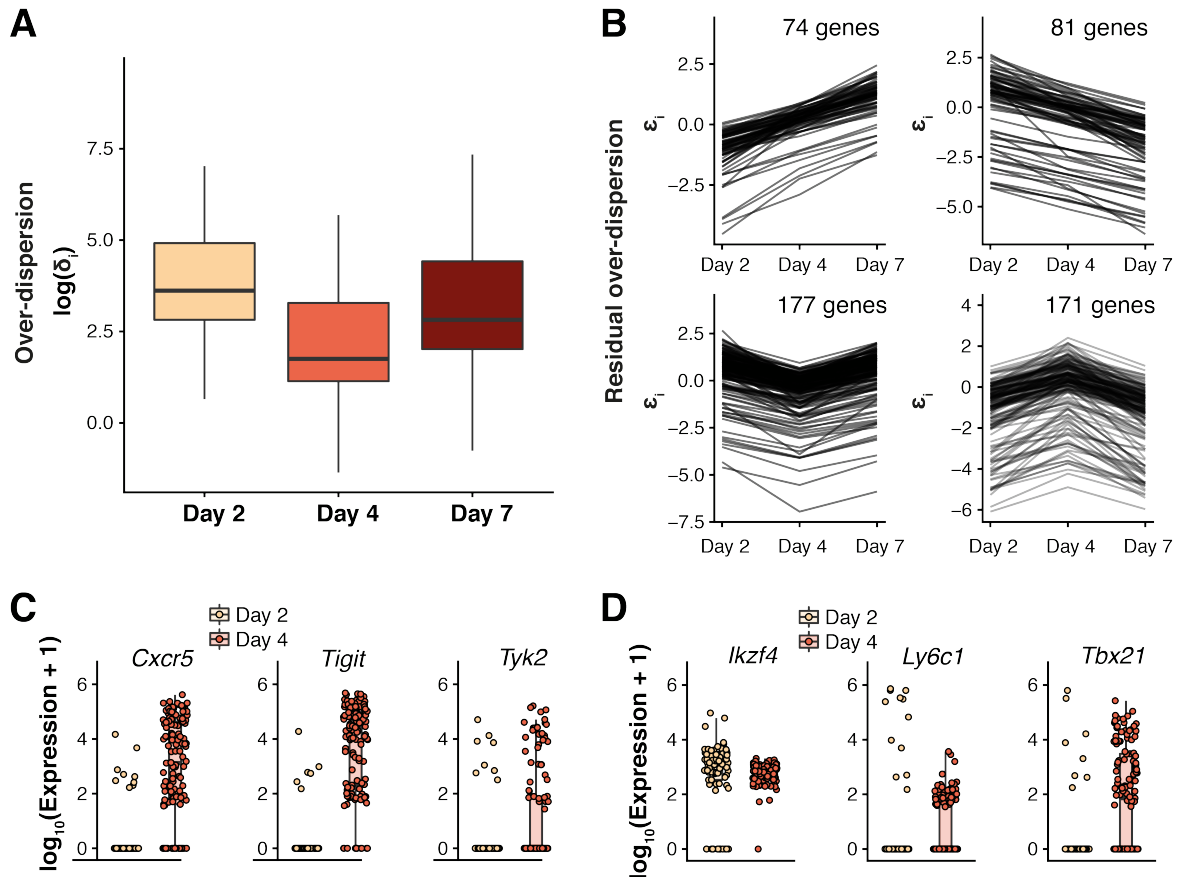 A
Over-dispersion
log(δi)
7.5
5.0
2.5
0.0
Day 2 Day 4 Day 7
B
Residual over-dispersion
74 genes
εi
2.5
0.0
−2.5
Day 2 Day 4 Day 7
81 genes
εi
2.5
0.0
−2.5
−5.0
Day 2 Day 4 Day 7
177 genes
εi
2.5
0.0
−2.5
−5.0
−7.5
Day 2 Day 4 Day 7
171 genes
εi
4
2
0
−2
−4
−6
Day 2 Day 4 Day 7
C
Day 2
Day 4
log10(Expression + 1)
Cxcr5
6
4
2
0
Tigit
6
4
2
0
Tyk2
6
4
2
0
D
Day 2
Day 4
log10(Expression + 1)
Ikzf4
6
4
2
0
Ly6c1
6
4
2
0
Tbx21
6
4
2
0